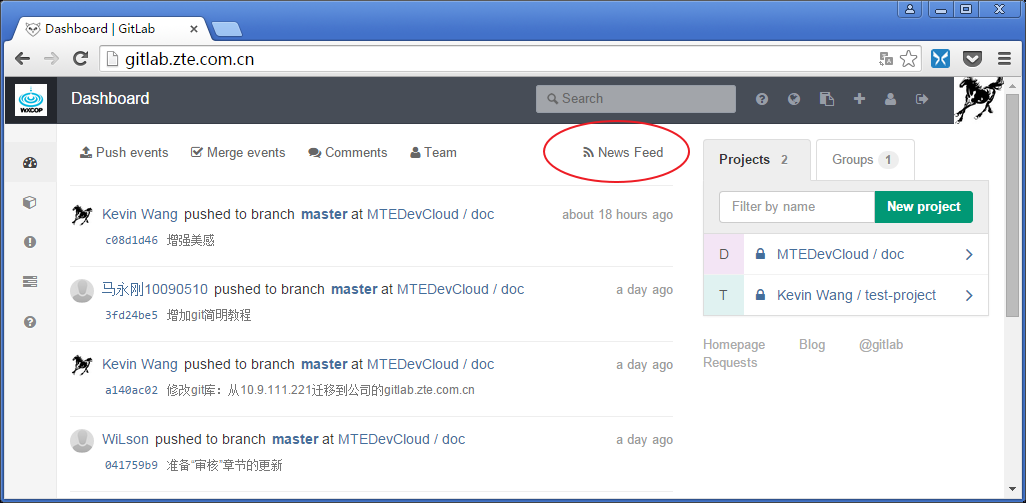 Dashboard | GitLab
gitlab.zte.com.cn
WXCOP
Dashboard
Search
Push events Merge events Comments Team News Feed
Kevin Wang pushed to branch master at MTEDevCloud / doc about 18 hours ago
c08d1d46 增强美感
马永刚10090510 pushed to branch master at MTEDevCloud / doc a day ago
3fd24be5 增加git简明教程
Kevin Wang pushed to branch master at MTEDevCloud / doc a day ago
a140ac02 修改git库：从10.9.111.221迁移到公司的gitlab.zte.com.cn
WiLson pushed to branch master at MTEDevCloud / doc a day ago
041759b9 准备“审核”章节的更新
Projects 2 Groups 1
Filter by name New project
D MTEDevCloud / doc
T Kevin Wang / test-project
Homepage Blog @gitlab
Requests